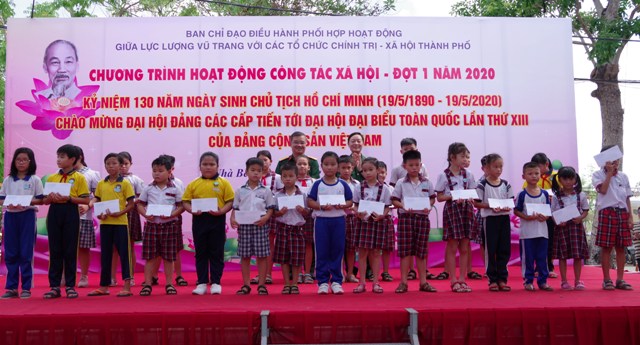 BAN CHỈ ĐẠO ĐIỀU HÀNH PHỐI HỢP HOẠT ĐỘNG
GIỮA LỰC LƯỢNG VŨ TRANG VỚI CÁC TỔ CHỨC CHÍNH TRỊ - XÃ HỘI THÀNH PHỐ
CHƯƠNG TRÌNH HOẠT ĐỘNG CÔNG TÁC XÃ HỘI - ĐỢT 1 NĂM 2020
KỶ NIỆM 130 NĂM NGÀY SINH CHỦ TỊCH HỒ CHÍ MINH (19/5/1890 - 19/5/2020)
CHÀO MỪNG ĐẠI HỘI ĐẢNG CÁC CẤP TIẾN TỚI ĐẠI HỘI ĐẠI BIỂU TOÀN QUỐC LẦN THỨ XIII
CỦA ĐẢNG CỘNG SẢN VIỆT NAM
Nhà Bè